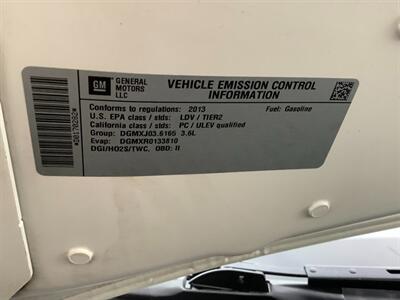 GM GENERAL MOTORS LLC
VEHICLE EMISSION CONTROL INFORMATION
Conforms to regulations: 2013 Fuel: Gasoline
U.S. EPA class / stds: LDV / TIER2
California class / stds: PC / ULEV qualified
Group: DGMXJ03.6165 3.6L
Evap: DGMXR0133810
DGI/HO2S/TWC, OBD: II